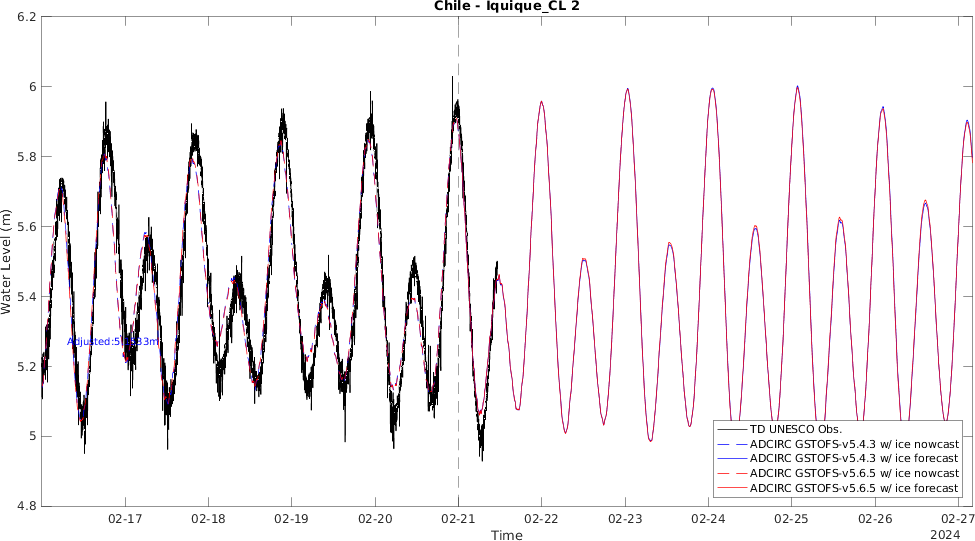 Chile - Iquique_CL 2
6.2
6
5.8
5.6
5.4
5.2
5
4.8
Water Level (m)
TD UNESCO Obs.
ADCIRC GSTOFS-v5.4.3 w/ ice nowcast
ADCIRC GSTOFS-v5.4.3 w/ ice forecast
ADCIRC GSTOFS-v5.6.5 w/ ice nowcast
ADCIRC GSTOFS-v5.6.5 w/ ice forecast
02-17 02-18 02-19 02-20 02-21 02-22 02-23 02-24 02-25 02-26 02-27
Time
2024